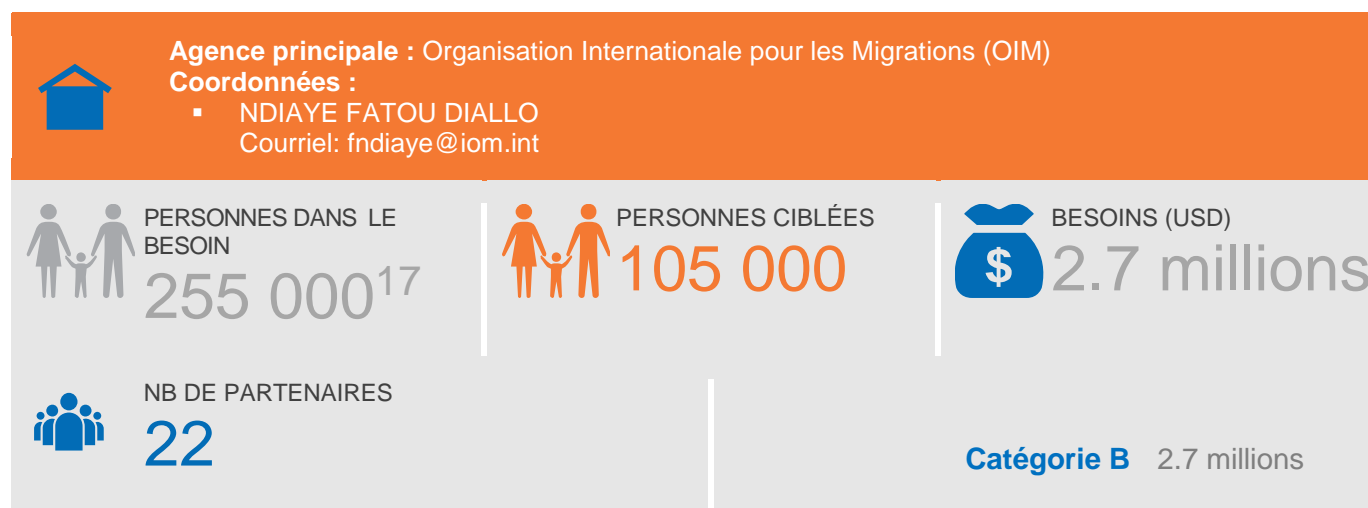 Agence principale : Organisation Internationale pour les Migrations (OIM)
Coordonnées :
▪ NDIAYE FATOU DIALLO
Courriel: fndiaye@iom.int
PERSONNES DANS LE
BESOIN
255 00017
PERSONNES CIBLÉES
105 000
BESOINS (USD)
$
2.7 millions
NB DE PARTENAIRES
22
Catégorie B 2.7 millions